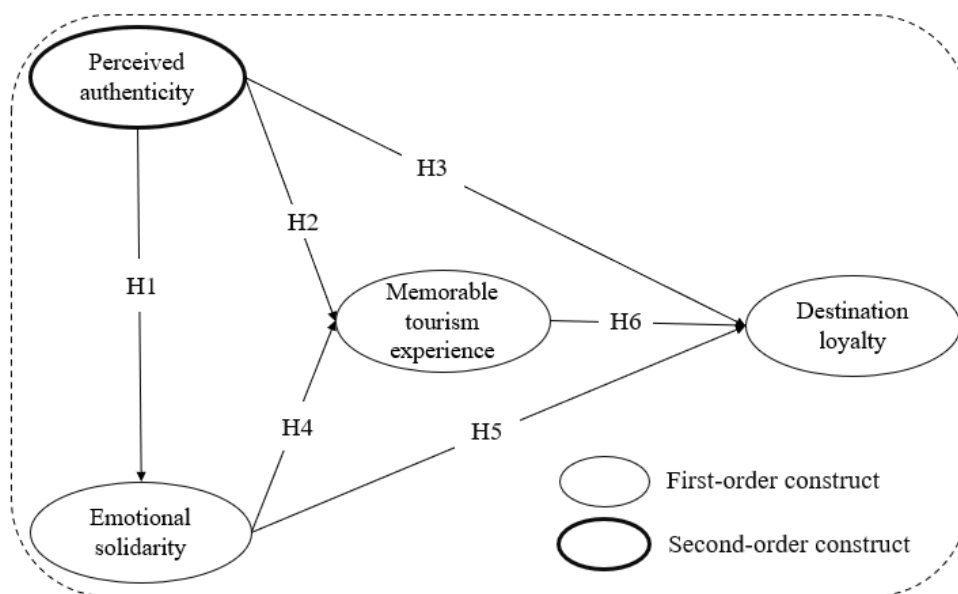 Perceived
authenticity
H3
H2
H1
Memorable
tourism
experience
H6
Destination
loyalty
H4
H5
Emotional
solidarity
First-order construct
Second-order construct